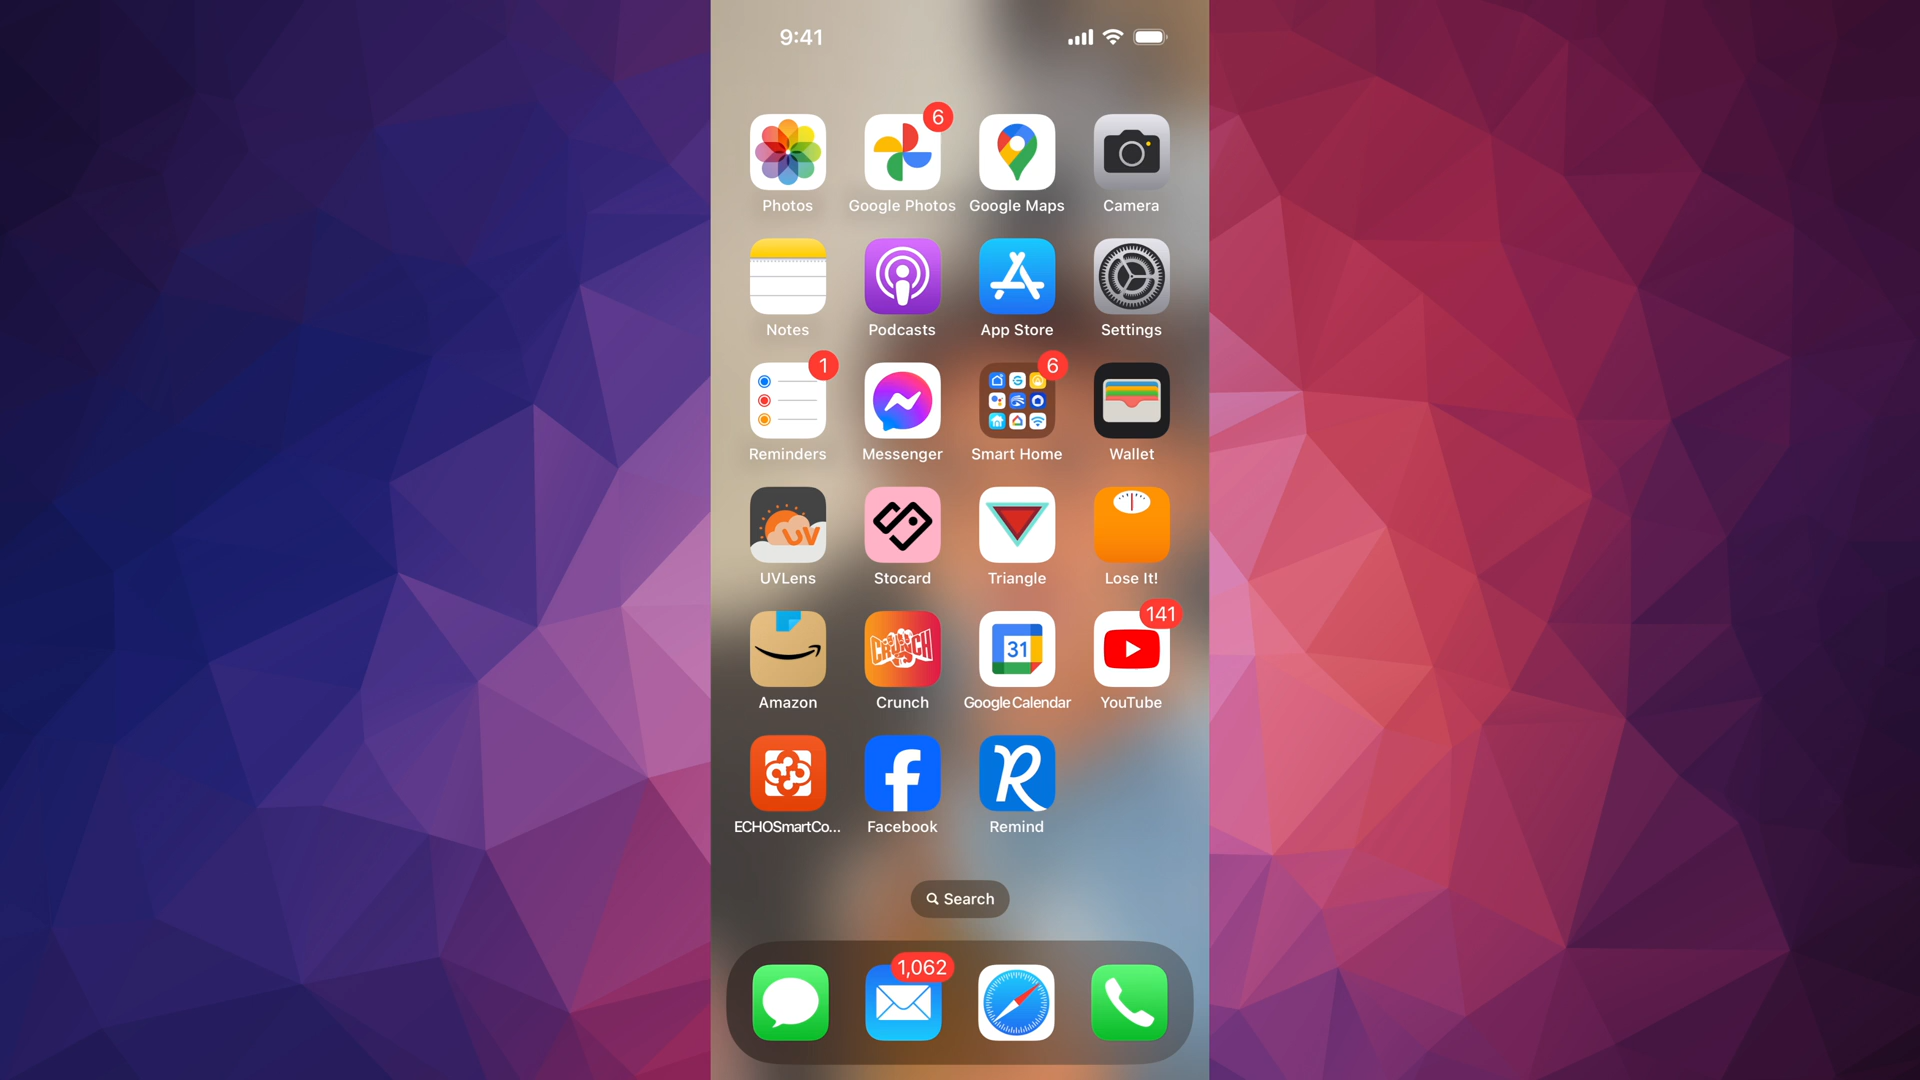 9:41
6
Photos
Google Photos
Google Maps
Camera
Notes
Podcasts
App Store
Settings
1
6
Reminders
Messenger
Smart Home
Wallet
UV
UVLens
Stocard
Triangle
Lose It!
CRUNCH
31
141
Amazon
Crunch
Google Calendar
YouTube
R
ECHOSmartCo...
Facebook
Remind
Search
1,062